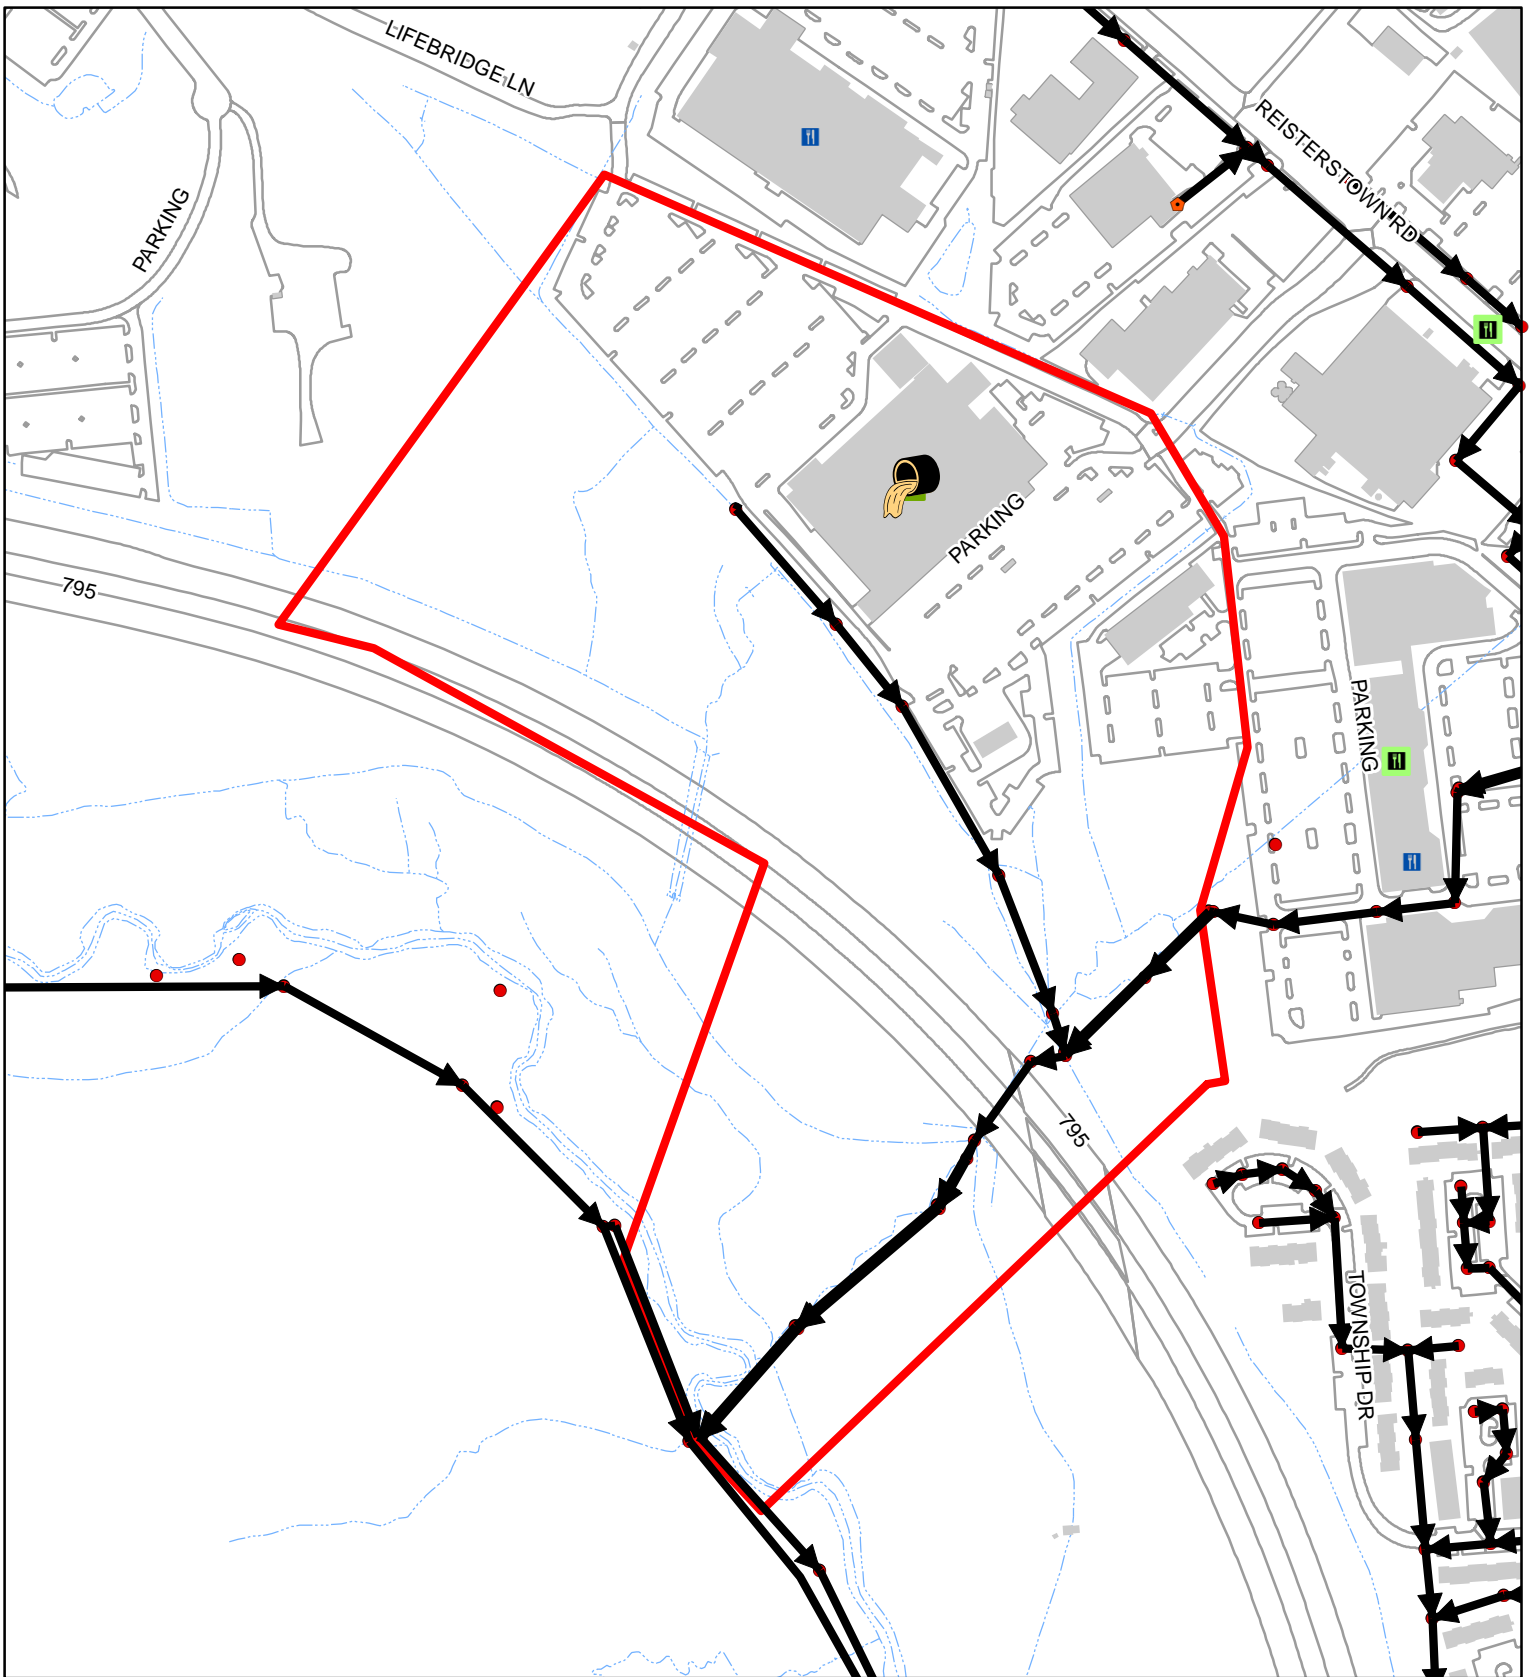 LIFEBRIDGE LN
REISTERSTOWN RD
PARKING
PARKING
795
PARKING
795
TOWNSHIP DR